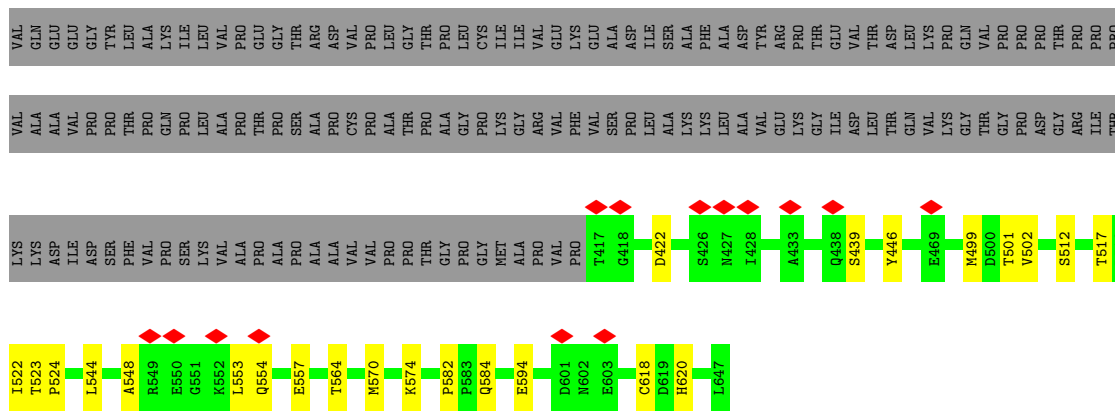 VAL GLN GLU GLU GLY TYR LEU ALA LYS ILE LEU VAL PRO GLU GLY THR ARG ASP VAL PRO LEU GLY THR PRO LEU CYS ILE ILE VAL GLU LYS GLU ALA ASP ILE SER ALA PHE ALA ASP TYR ARG PRO THR GLU VAL THR ASP LEU LYS PRO GLN VAL PRO PRO PRO THR PRO PRO PRO
VAL ALA ALA VAL PRO PRO THR PRO GLN PRO LEU ALA PRO THR PRO SER ALA PRO CYS PRO ALA THR PRO ALA GLY PRO LYS GLY ARG VAL PHE VAL SER PRO LEU ALA LYS LYS LEU ALA VAL GLU LYS GLY ILE ASP LEU THR GLN VAL LYS GLY THR GLY PRO ASP GLY ARG ILE THR
LYS LYS ASP ILE ASP SER PHE VAL PRO SER LYS VAL ALA PRO ALA PRO ALA ALA VAL VAL PRO PRO THR GLY PRO GLY MET ALA PRO VAL PRO T417 G418 D422 S426 N427 I428 A433 Q438 S439 Y446 E469 M499 D500 T501 V502 S512 T517
I522 T523 P524 L544 A548 R549 E550 G551 K552 L553 Q554 E557 T564 M570 K574 P582 P583 Q584 E594 D601 N602 E603 C618 D619 H620 L647